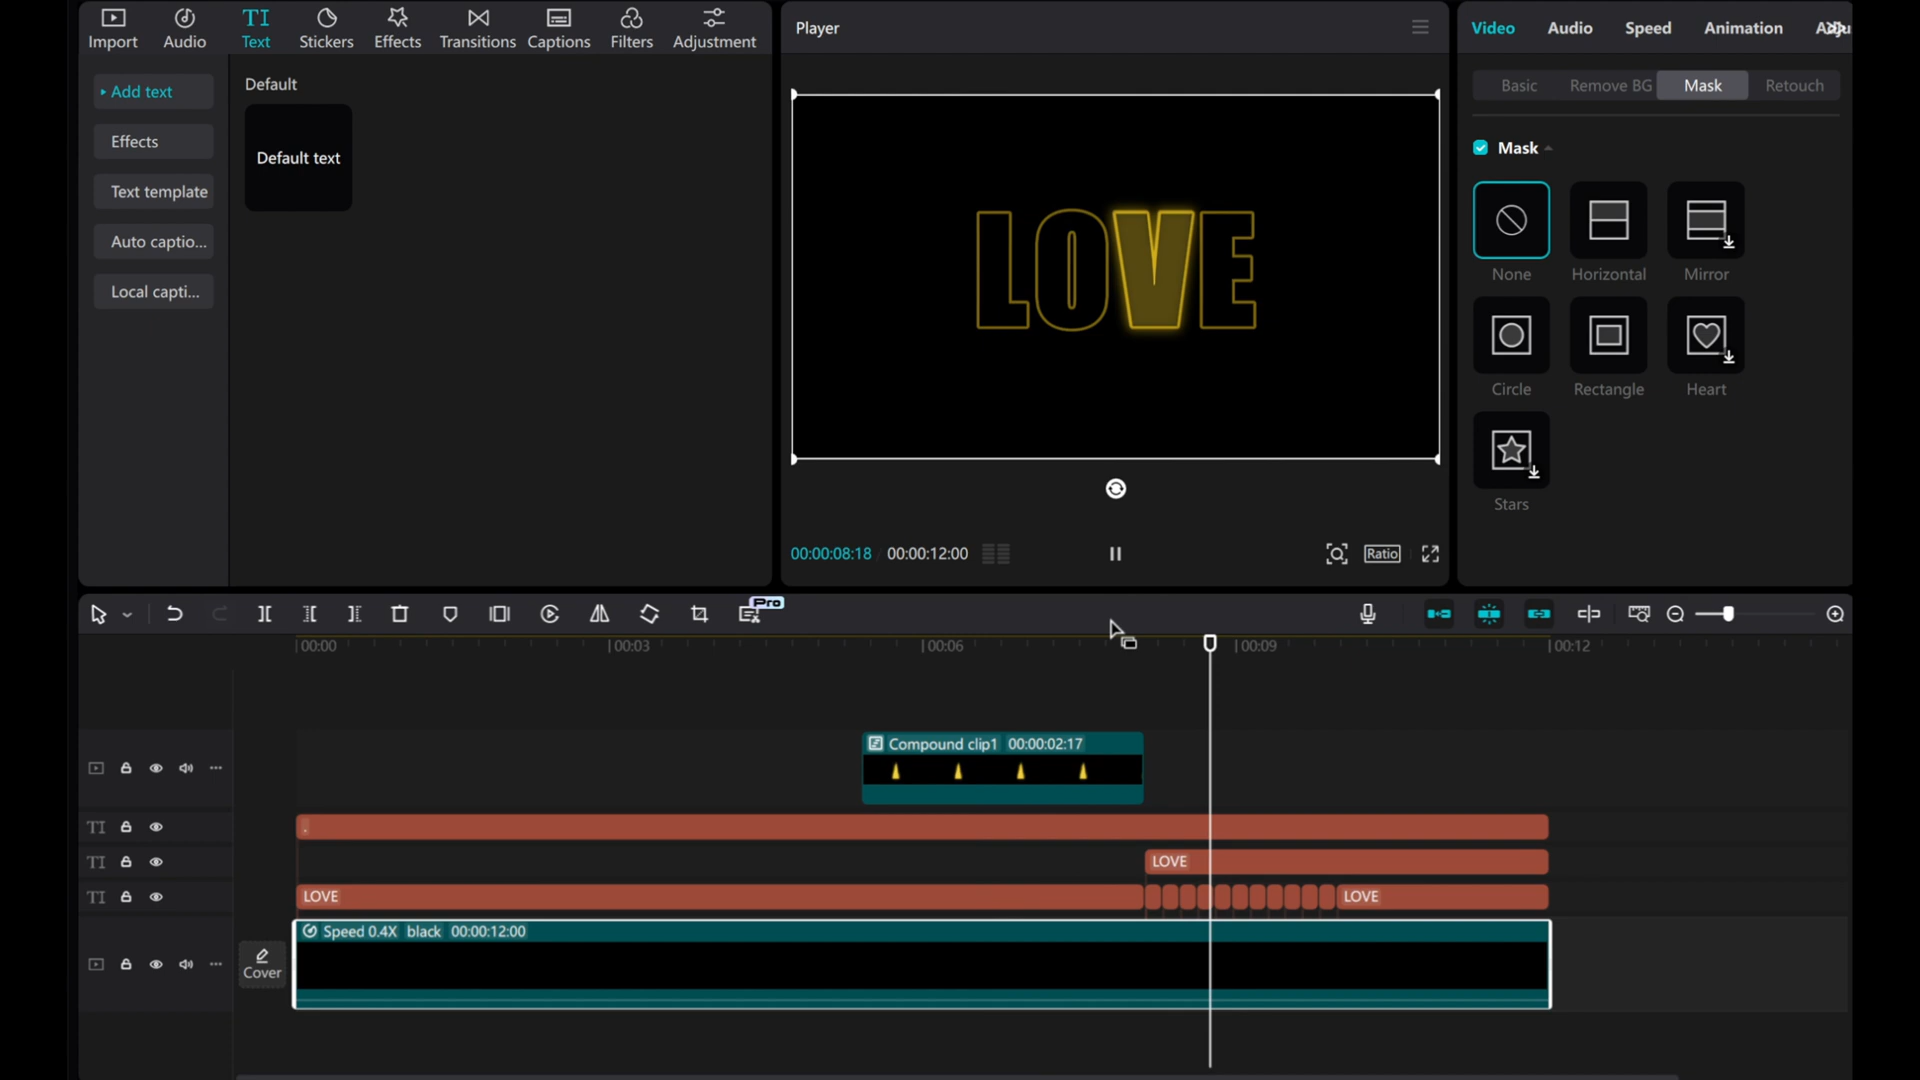 Import
Audio
TI
Text
Stickers
Effects
Transitions
Captions
Filters
Adjustment
Player
Video
Audio
Speed
Animation
Add text
Effects
Text template
Auto captio...
Local capti...
Default
Default text
LOVE
Basic
Remove BG
Mask
Retouch
Mask
None
Horizontal
Mirror
Circle
Rectangle
Heart
Stars
00:00:08:18
00:00:12:00
Ratio
Pro
00:00
00:03
00:06
00:09
00:12
Compound clip1 00:00:02:17
TI
.
TI
LOVE
TI
LOVE
LOVE
Cover
Speed 0.4X black 00:00:12:00